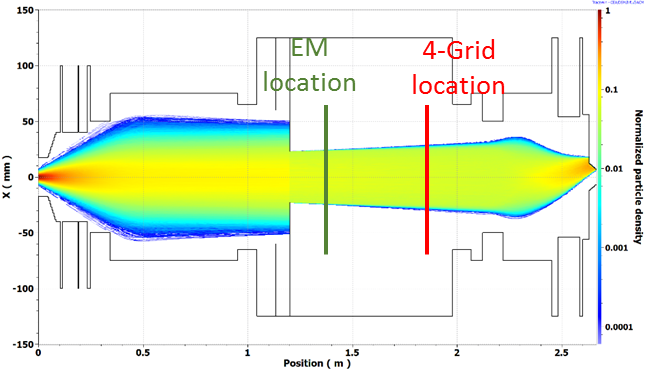 150
100
50
0
-50
-100
-150
X ( mm )
EM
location
4-Grid
location
0
0.5
1
1.5
2
2.5
Position ( m )
1
0.1
0.01
0.001
0.0001
Normalized particle density